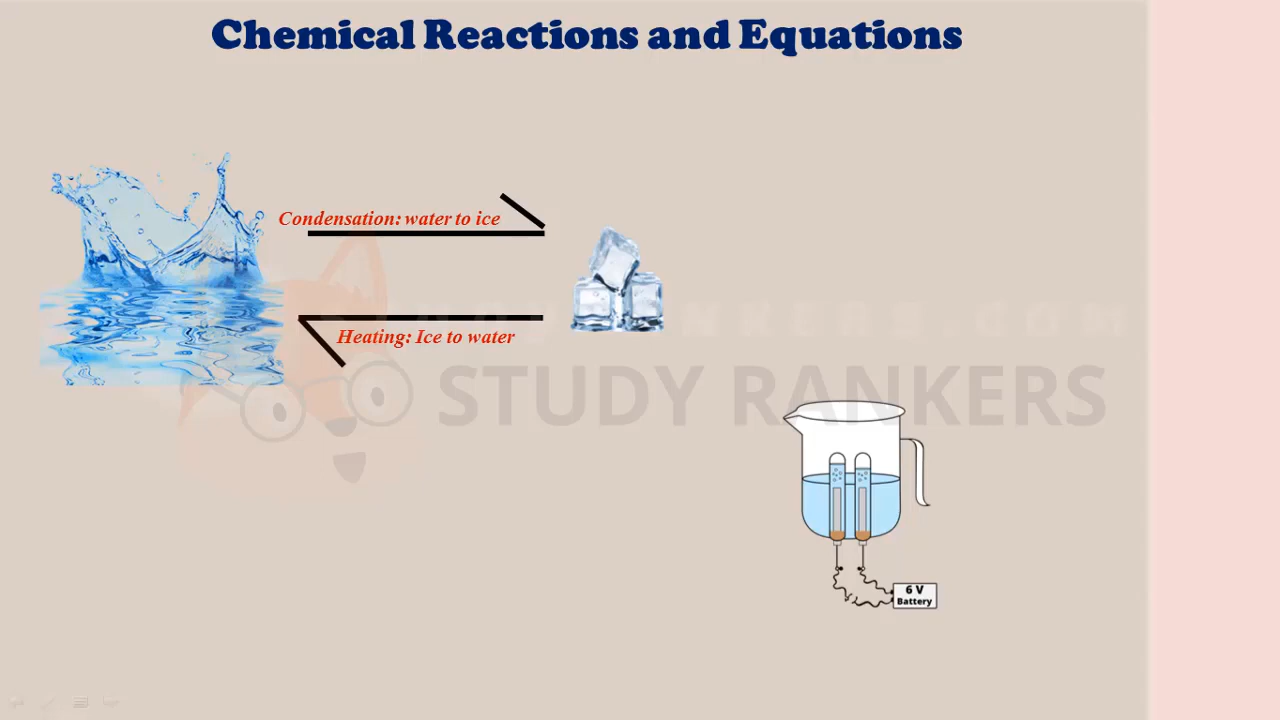 Chemical Reactions and Equations
Condensation: water to ice
Heating: Ice to water
STUDY RANKERS
6 V
Battery